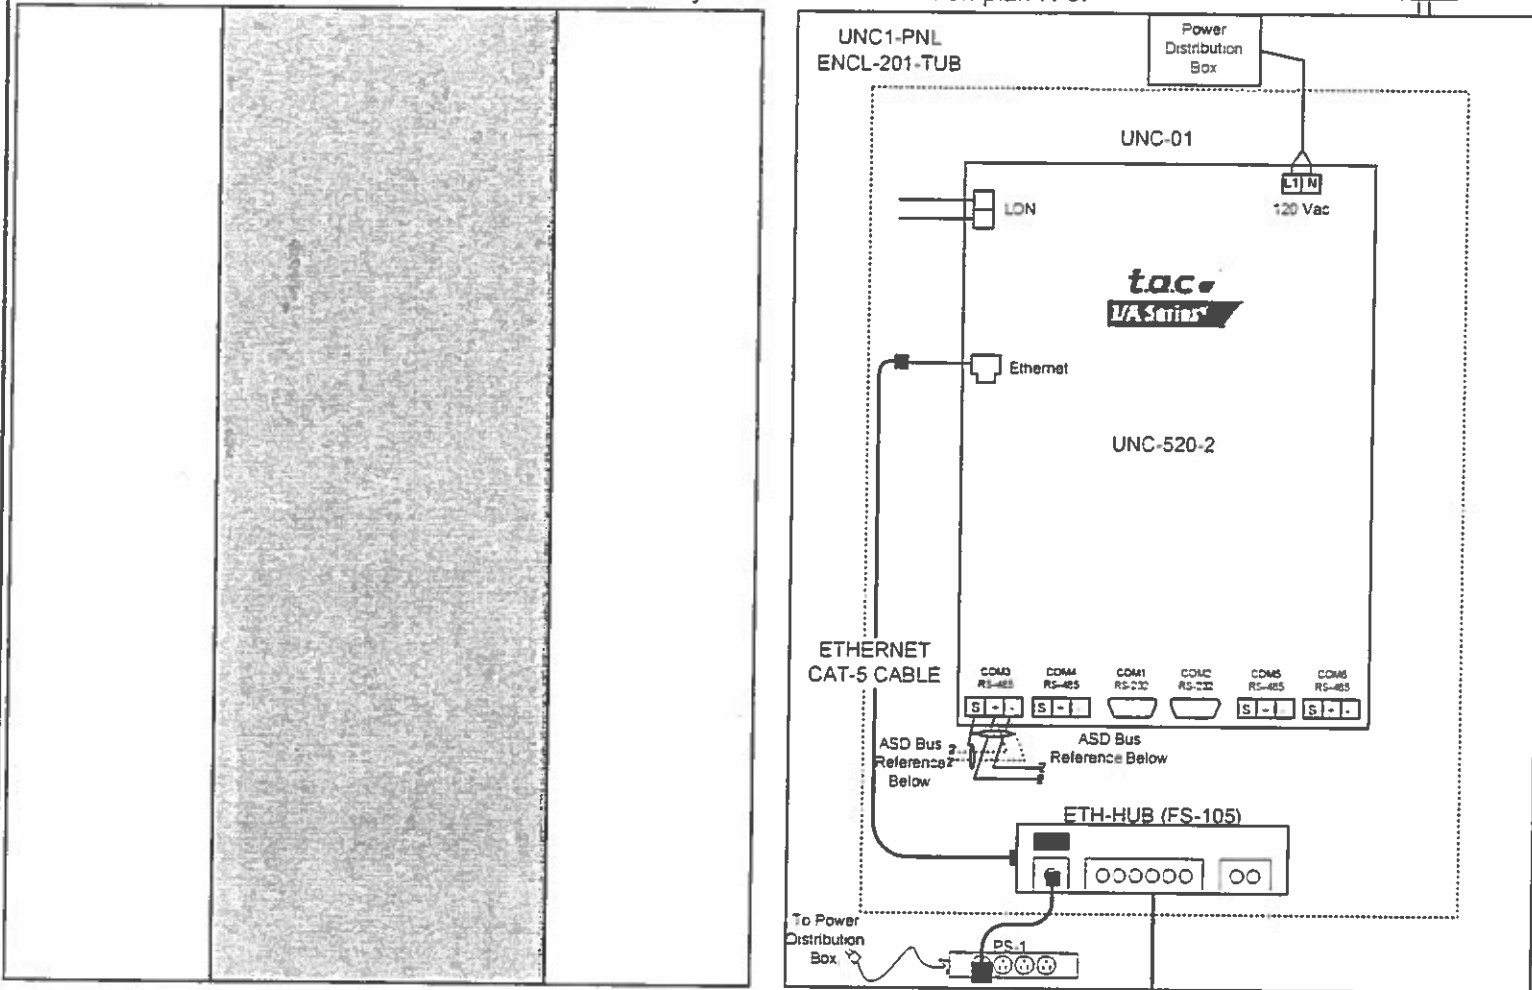 UNC1-PNL
ENCL-201-TUB
Power
Distribution
Box
UNC-01
L1 N
120 Vac
LON
t.a.c
I/A Series
Ethernet
UNC-520-2
ETHERNET
CAT-5 CABLE
COM3
RS-485
COM4
RS-485
COM1
RS-232
COM2
RS-232
COM5
RS-485
COM6
RS-485
S + -
S + -
S + -
S + -
ASD Bus
Reference
Below
2
2
ASD Bus
Reference Below
ETH-HUB (FS-105)
To Power
Distribution
Box
PS-1